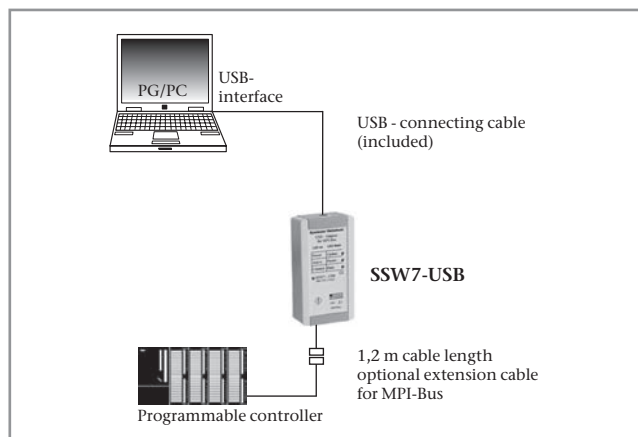 PG/PC
USB-
interface
USB - connecting cable
(included)
SSW7-USB
1,2 m cable length
optional extension cable
for MPI-Bus
Programmable controller